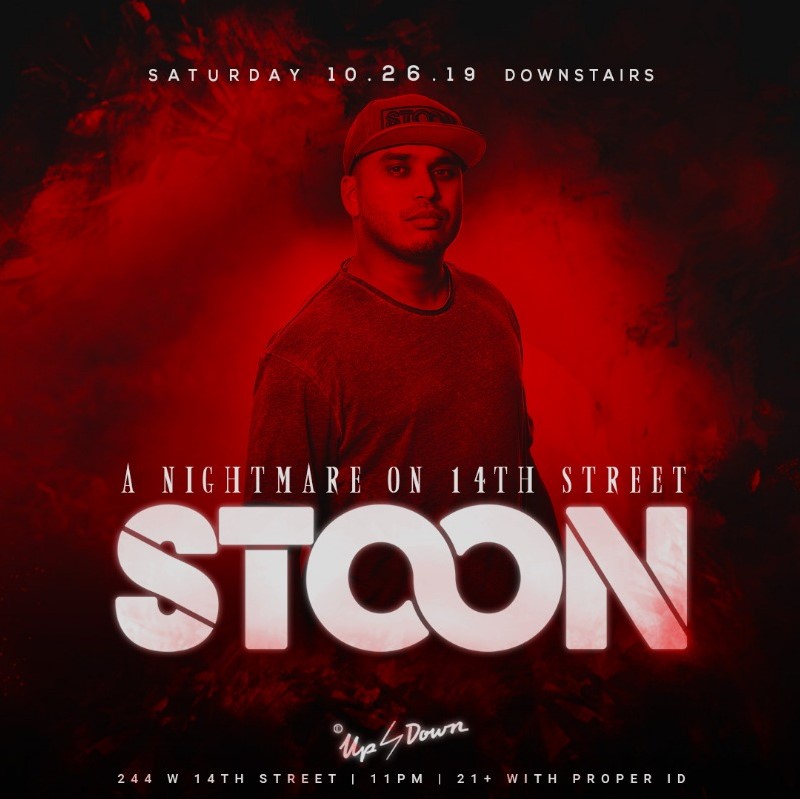 SATURDAY 10.26.19 DOWNSTAIRS
STOON
A NIGHTMARE ON 14TH STREET
STOON
Up Down
244 W 14TH STREET | 11PM | 21+ WITH PROPER ID